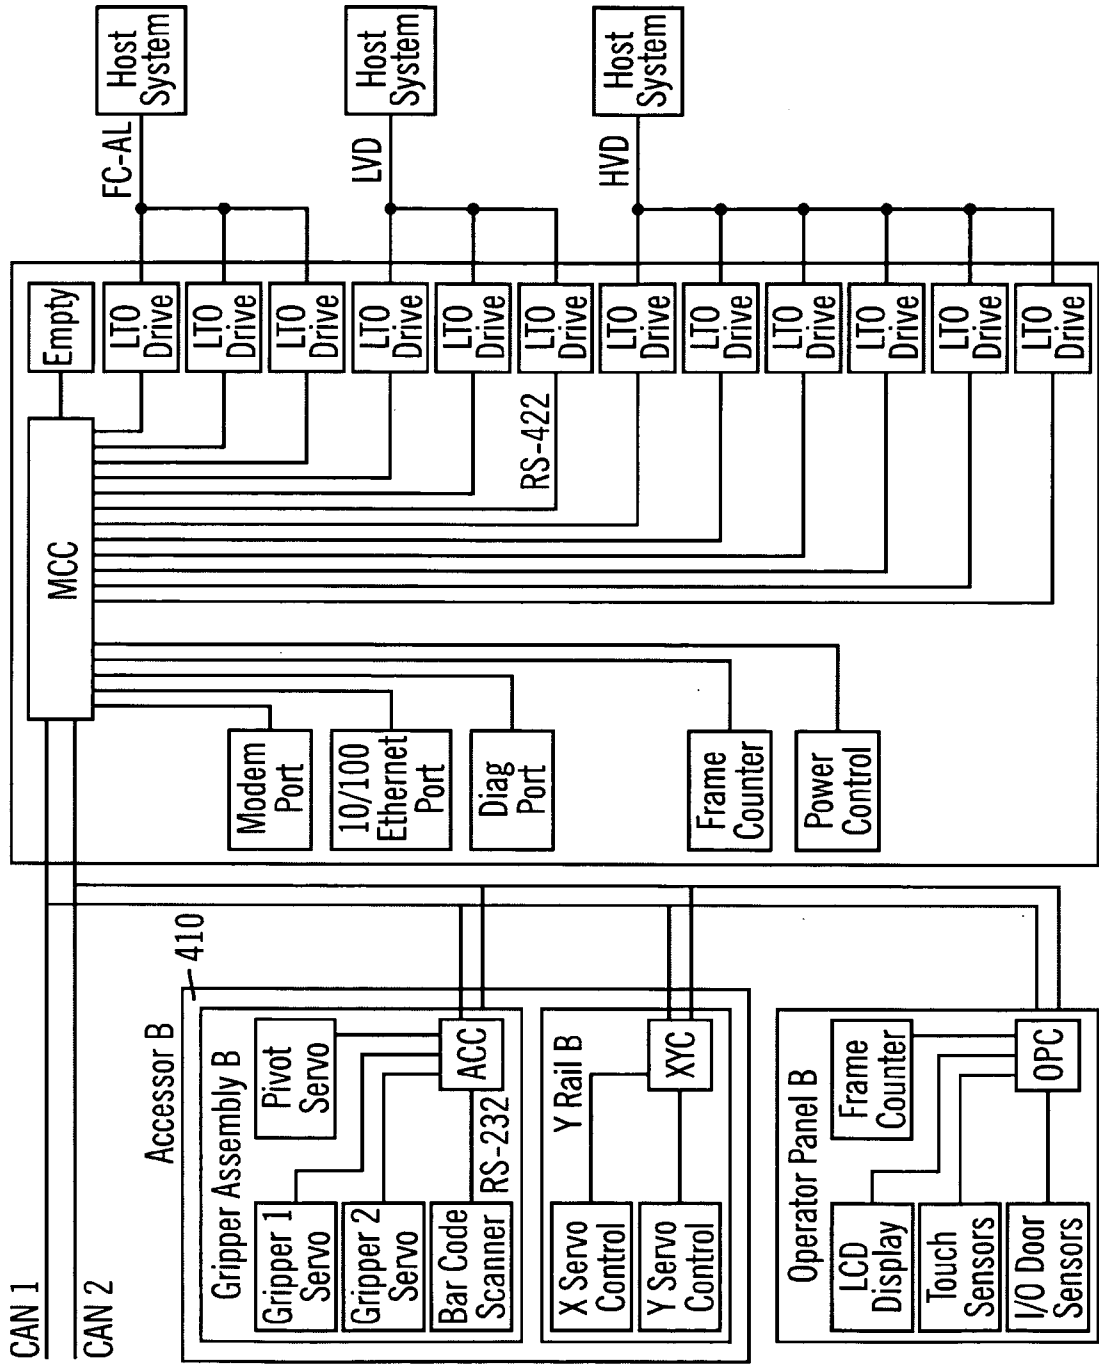 CAN 1
CAN 2
Accessor B
410
Gripper Assembly B
Pivot
Servo
Gripper 1
Servo
Gripper 2
Servo
Bar Code
Scanner
ACC
RS-232
Y Rail B
X Servo
Control
Y Servo
Control
XYC
Operator Panel B
Frame
Counter
LCD
Display
Touch
Sensors
I/O Door
Sensors
OPC
MCC
Modem
Port
10/100
Ethernet
Port
Diag
Port
Frame
Counter
Power
Control
Empty
LTO
Drive
LTO
Drive
LTO
Drive
LTO
Drive
LTO
Drive
RS-422
LTO
Drive
LTO
Drive
LTO
Drive
LTO
Drive
LTO
Drive
LTO
Drive
LTO
Drive
FC-AL
Host
System
LVD
Host
System
HVD
Host
System